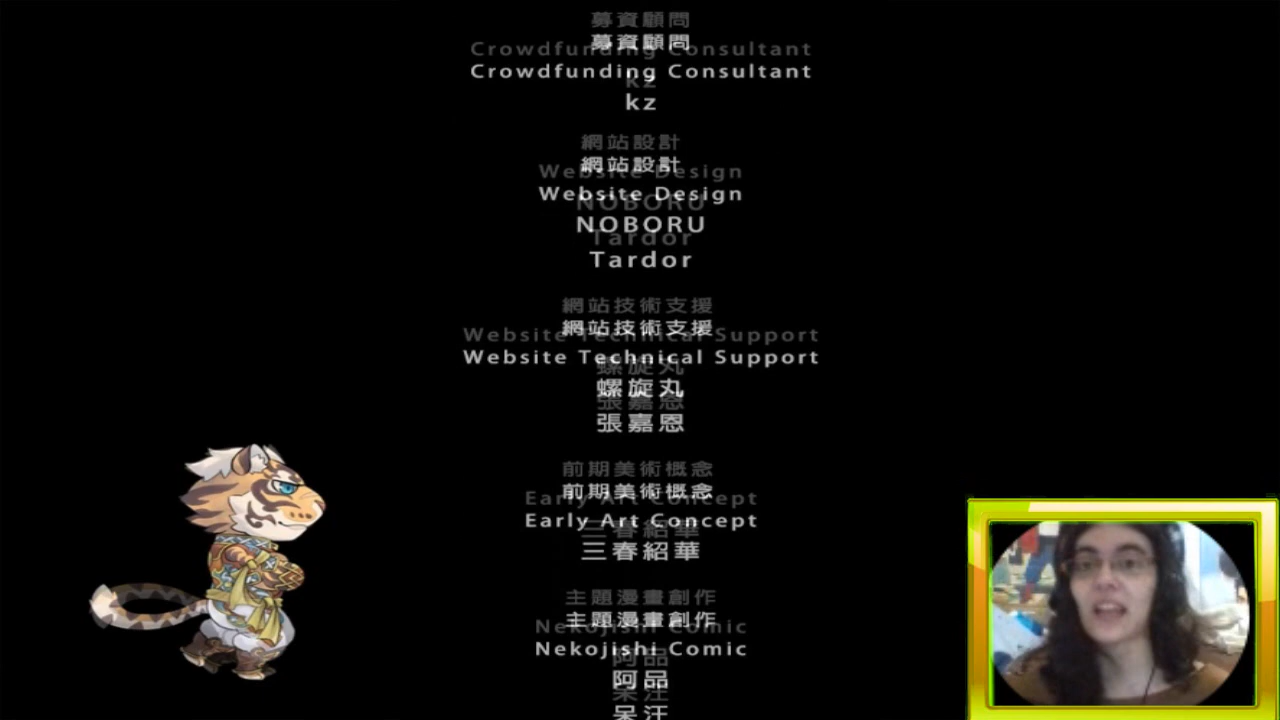 募資顧問
Crowdfunding Consultant
kz
網站設計
Website Design
NOBORU
Tardor
網站技術支援
Website Technical Support
螺旋丸
張嘉恩
前期美術概念
Early Art Concept
三春紹華
主題漫畫創作
Nekojishi Comic
阿品
呆汪